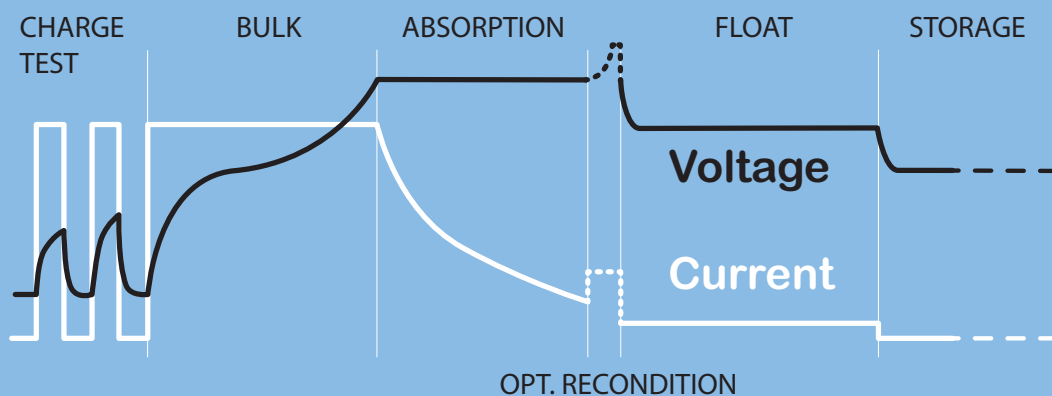 CHARGE
TEST
BULK
ABSORPTION
FLOAT
STORAGE
Voltage
Current
OPT. RECONDITION